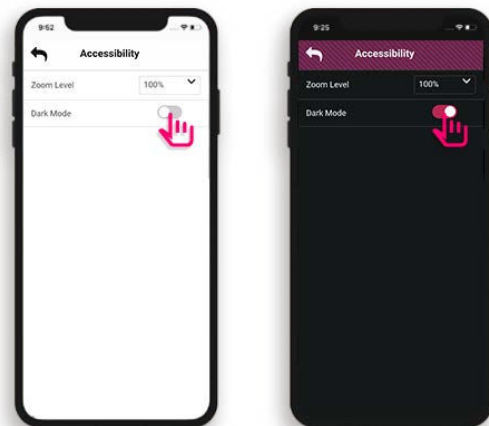 9:52
Accessibility
Zoom Level 100%
Dark Mode
9:25
Accessibility
Zoom Level 100%
Dark Mode